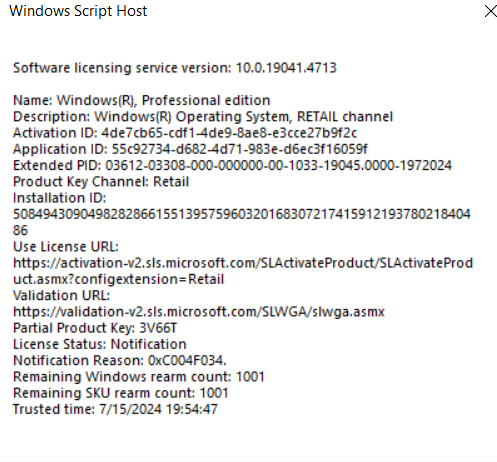 Windows Script Host
Software licensing service version: 10.0.19041.4713
Name: Windows(R), Professional edition
Description: Windows(R) Operating System, RETAIL channel
Activation ID: 4de7cb65-cdf1-4de9-8ae8-e3cce27b9f2c
Application ID: 55c92734-d682-4d71-983e-d6ec3f16059f
Extended PID: 03612-03308-000-000000-00-1033-19045.0000-1972024
Product Key Channel: Retail
Installation ID:
508494309049828286615513957596032016830721741591219378021840​4
86
Use License URL:
https://activation-v2.sls.microsoft.com/SLActivateProduct/SLActivateProd
uct.asmx?configextension=Retail
Validation URL:
https://validation-v2.sls.microsoft.com/SLWGA/slwga.asmx
Partial Product Key: 3V66T
License Status: Notification
Notification Reason: 0xC004F034.
Remaining Windows rearm count: 1001
Remaining SKU rearm count: 1001
Trusted time: 7/15/2024 19:54:47